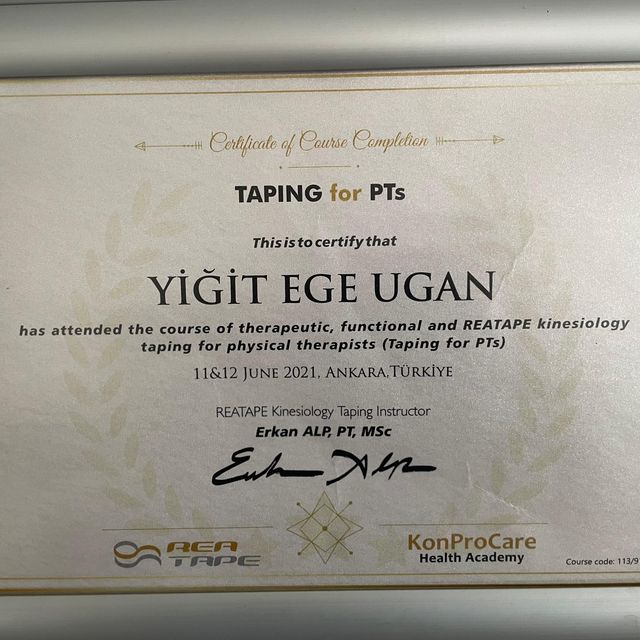 Certificate of Course Completion
TAPING for PTs
This is to certify that
YİĞİT EGE UGAN
has attended the course of therapeutic, functional and REATAPE kinesiology
taping for physical therapists (Taping for PTs)
11&12 JUNE 2021, ANKARA,TÜRKİYE
REATAPE Kinesiology Taping Instructor
Erkan ALP, PT, MSc
REA
TAPE
KonProCare
Health Academy
Course code: 113/9